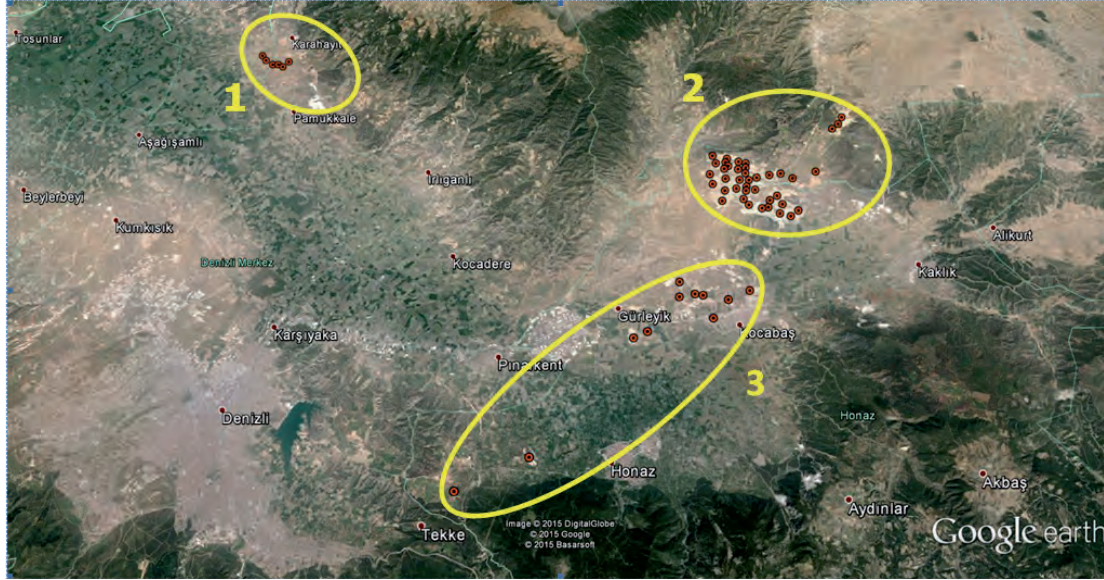 Tosunlar
Karahayıt
1
Pamukkale
2
Aşağışamlı
Irlıganlı
Beylerbeyi
Kumkısık
Alikurt
Denizli Merkez
Kocadere
Kaklık
Gürleyik
Karşıyaka
Kocabaş
Pınarkent
3
Denizli
Honaz
Honaz
Akbaş
Aydınlar
Tekke
Image © 2015 DigitalGlobe
© 2015 Google
© 2015 Basarsoft
Google earth